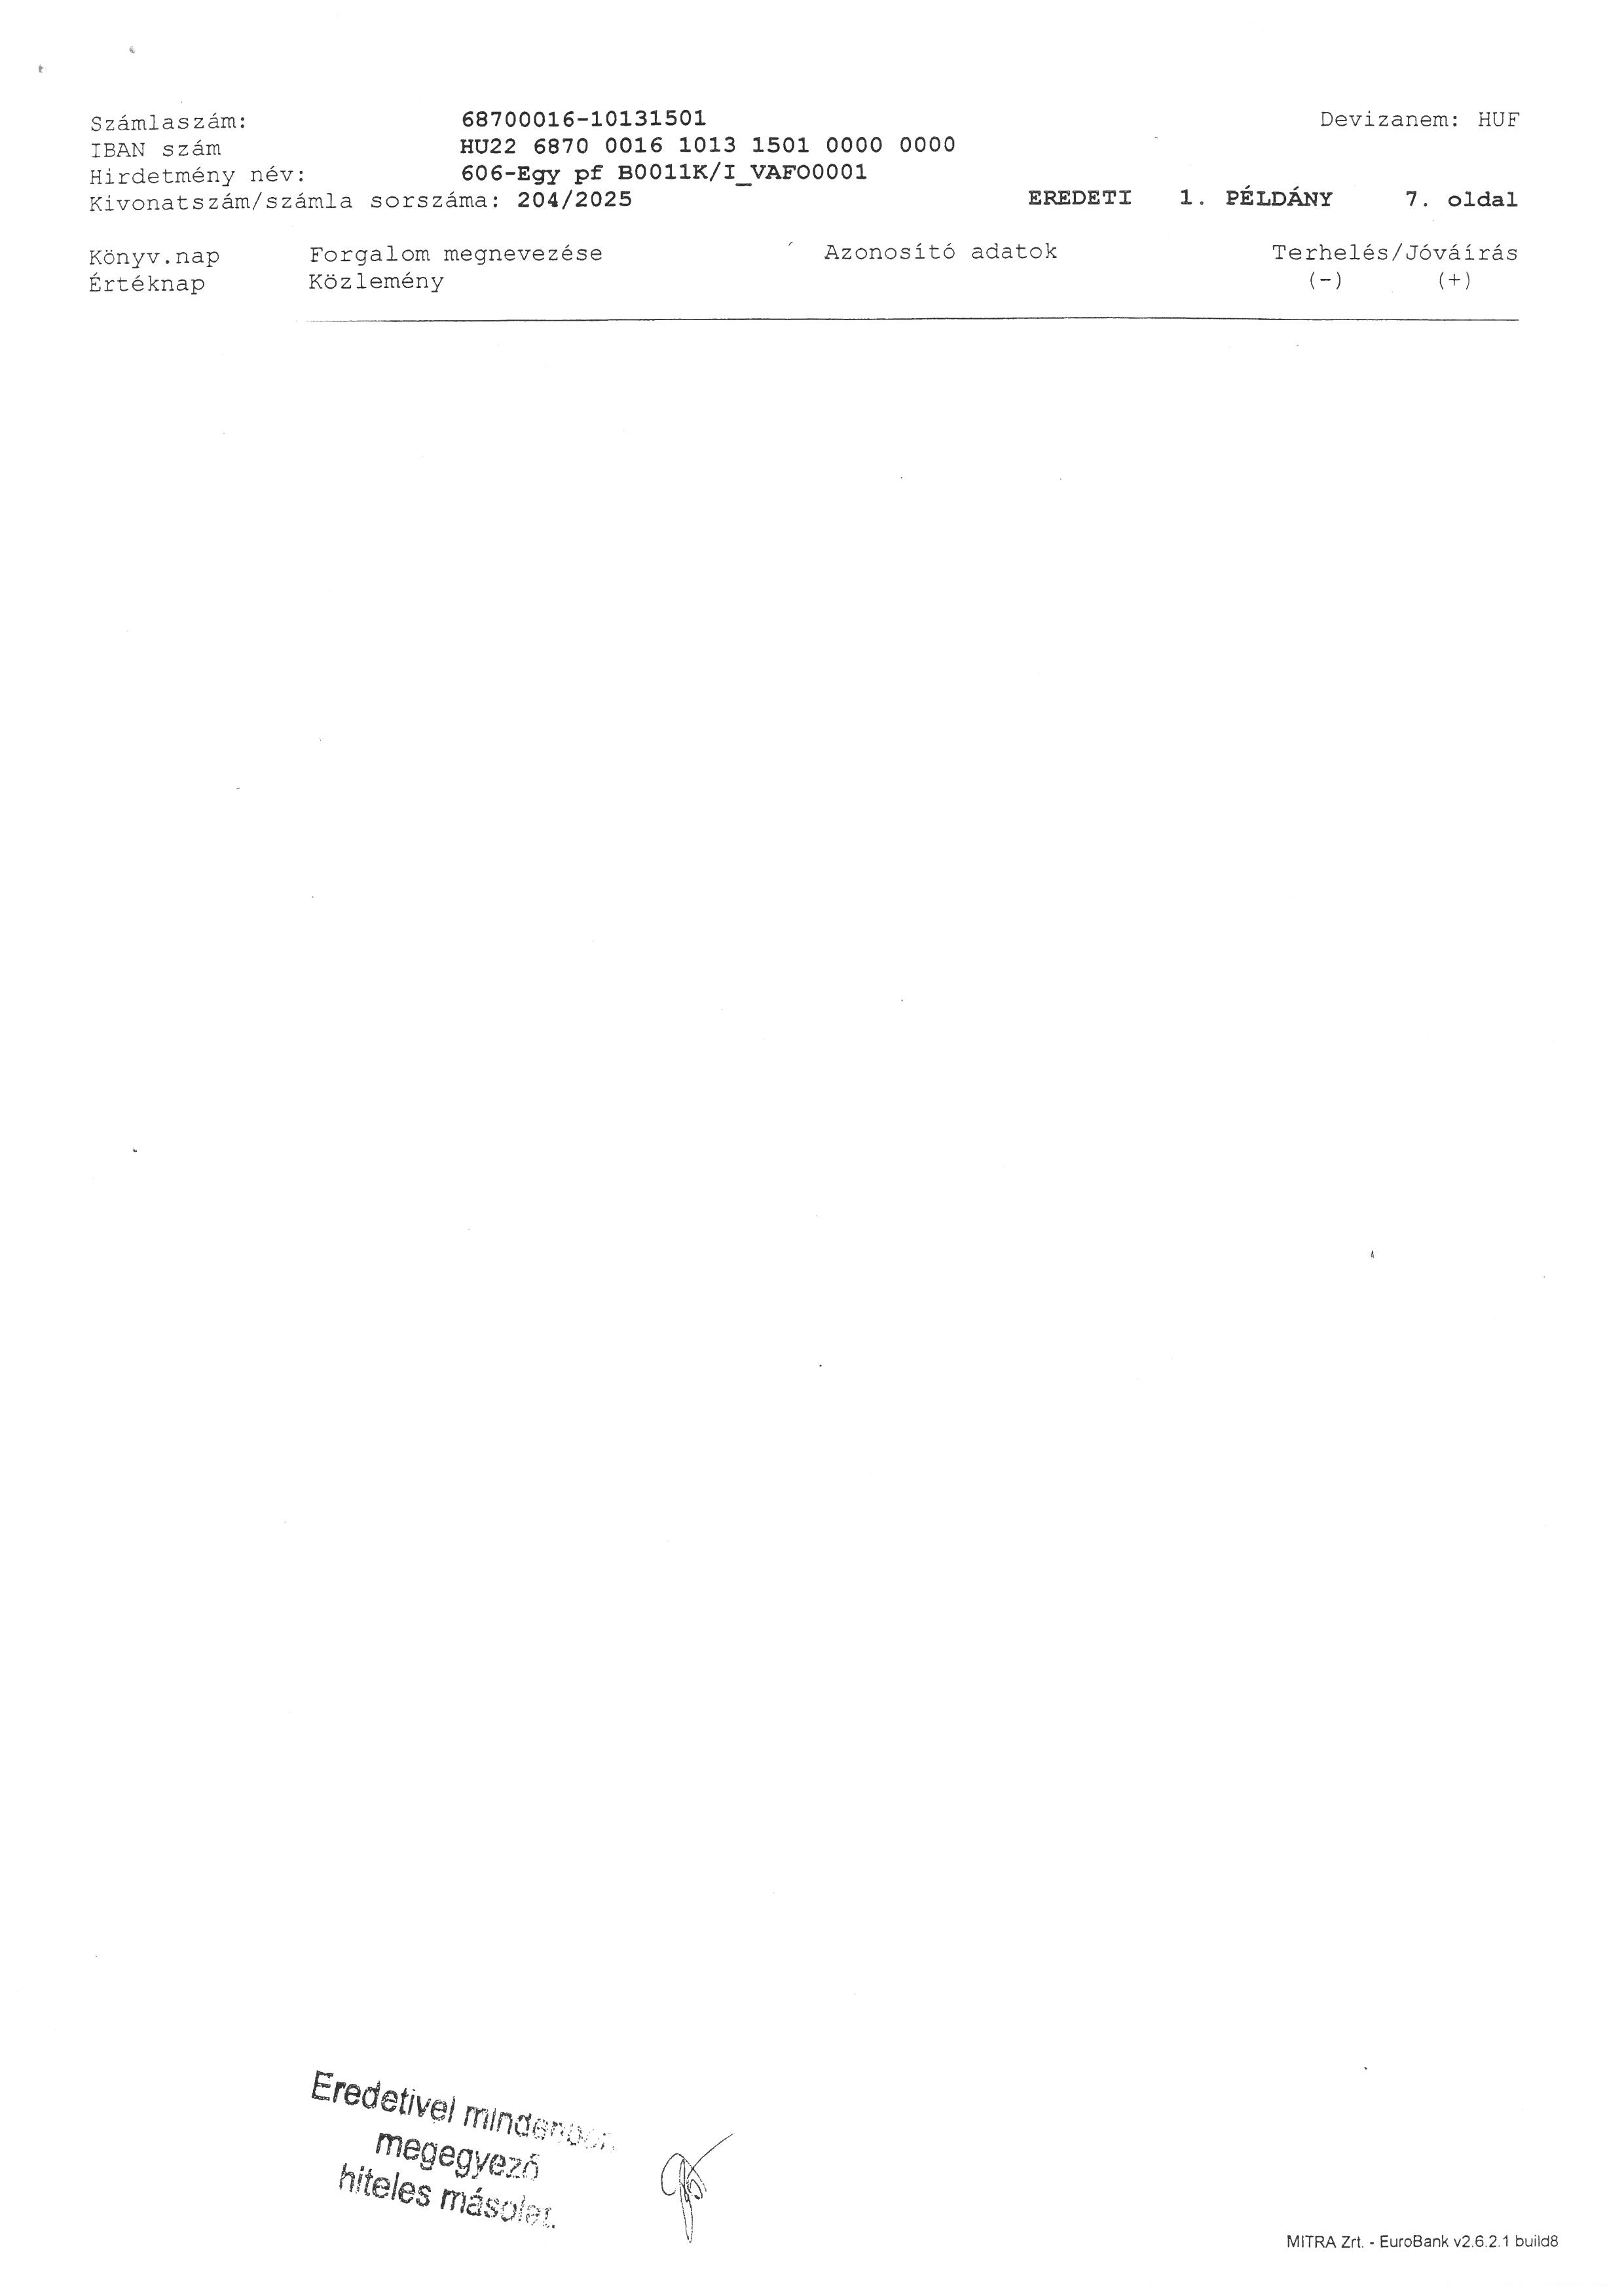 Számlaszám: 68700016-10131501 Devizanem: HUF
IBAN szám HU22 6870 0016 1013 1501 0000 0000
Hirdetmény név: 606-Egy pf B0011K/I_VAFO0001
Kivonatszám/számla sorszáma: 204/2025 EREDETI 1. PÉLDÁNY 7. oldal
Könyv.nap Forgalom megnevezése Azonosító adatok Terhelés/Jóváírás
Értéknap Közlemény (-) (+)
Eredetivel mindenben
megegyező
hiteles másolat.
MITRA Zrt. - EuroBank v2.6.2.1 build8